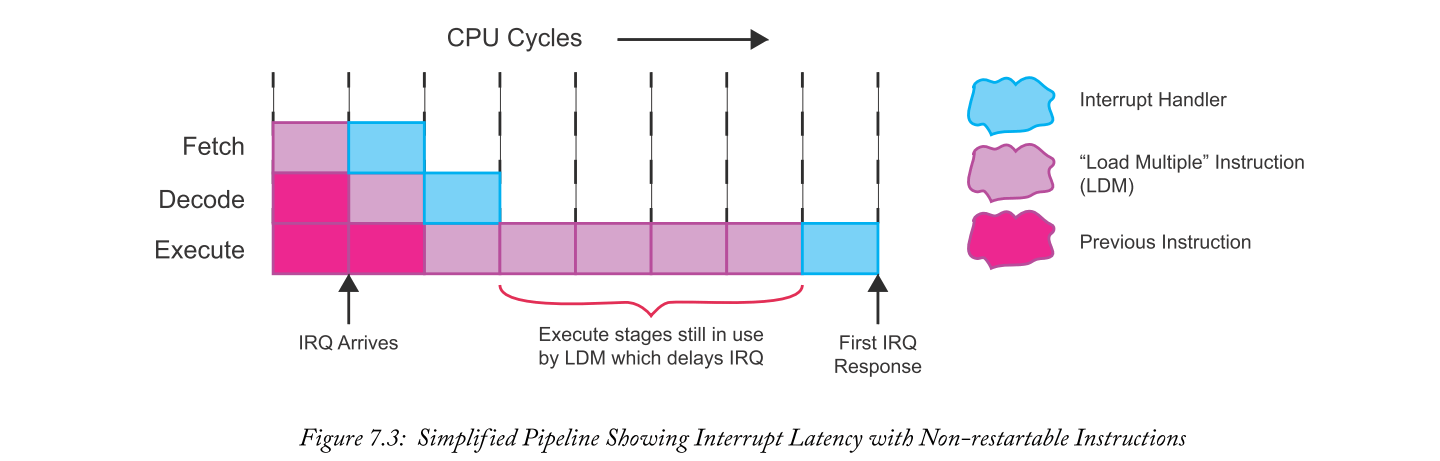 CPU Cycles
Fetch
Decode
Execute
IRQ Arrives
Execute stages still in use
by LDM which delays IRQ
First IRQ
Response
Interrupt Handler
“Load Multiple” Instruction
(LDM)
Previous Instruction
Figure 7.3: Simplified Pipeline Showing Interrupt Latency with Non-restartable Instructions